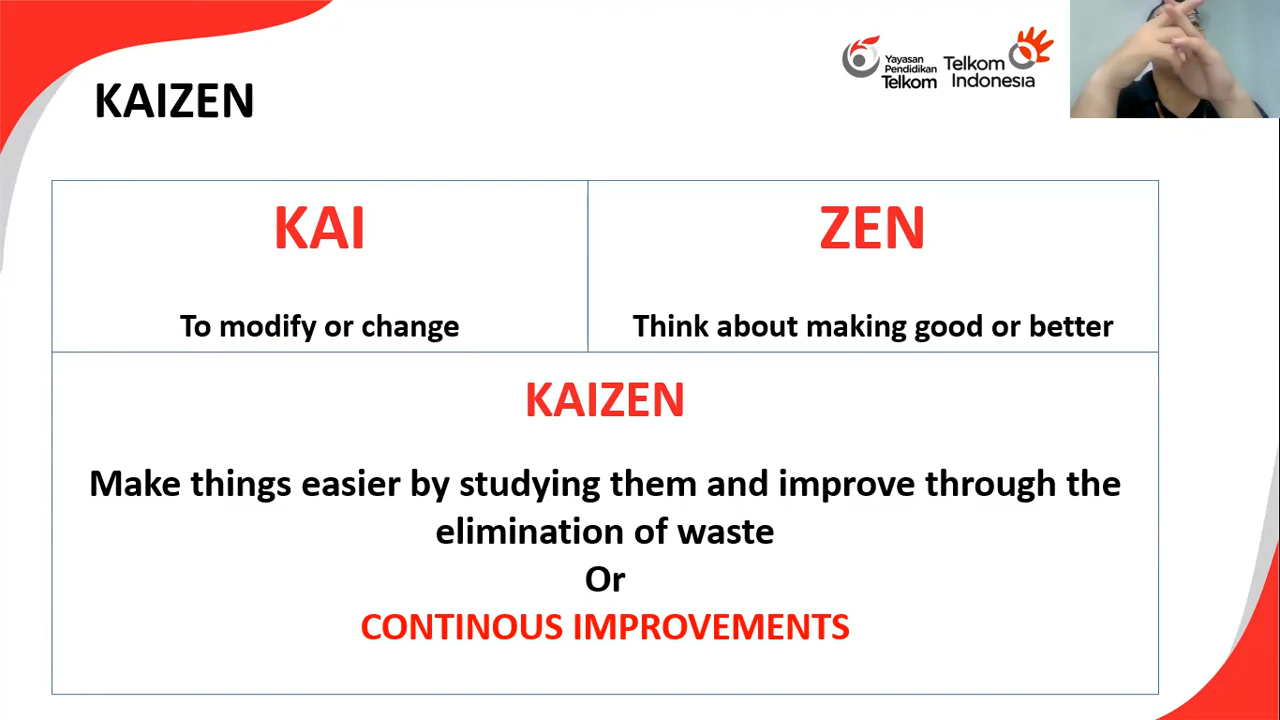 KAIZEN
Yayasan
Pendidikan
Telkom
Telkom
Indonesia
KAI
To modify or change
ZEN
Think about making good or better
KAIZEN
Make things easier by studying them and improve through the
elimination of waste
Or
CONTINOUS IMPROVEMENTS